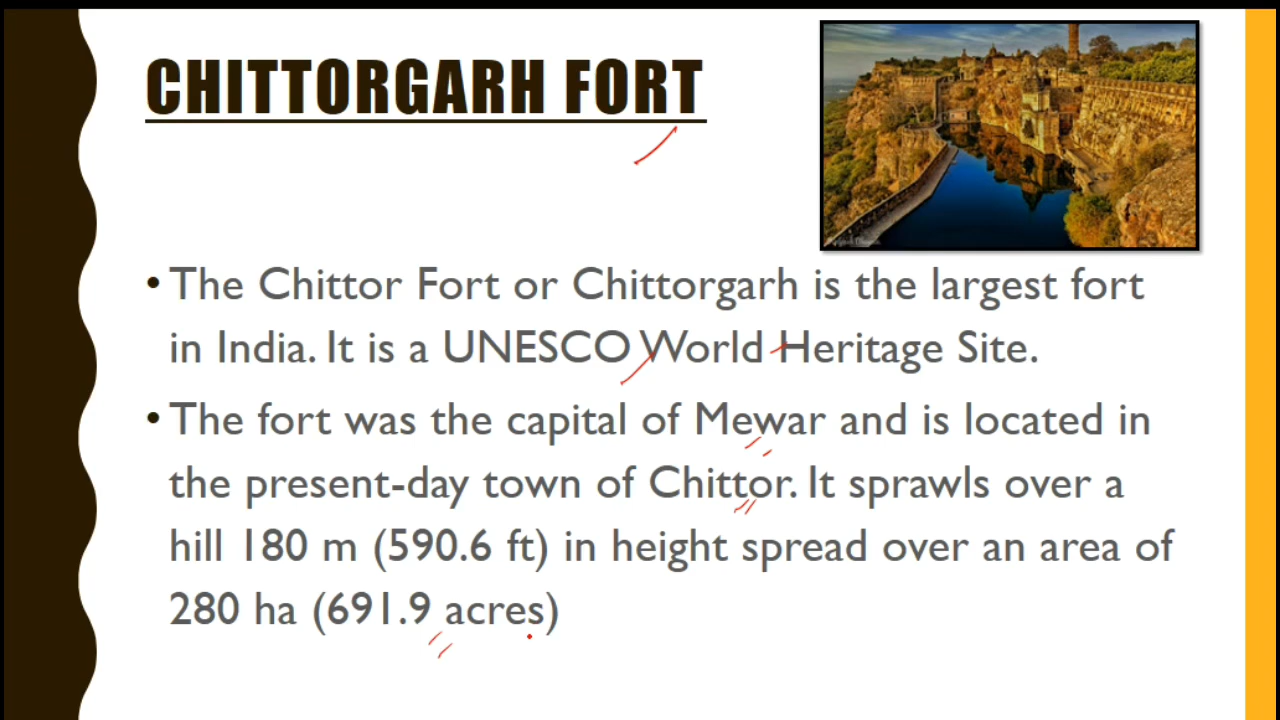 CHITTORGARH FORT
• The Chittor Fort or Chittorgarh is the largest fort
in India. It is a UNESCO World Heritage Site.
• The fort was the capital of Mewar and is located in
the present-day town of Chittor. It sprawls over a
hill 180 m (590.6 ft) in height spread over an area of
280 ha (691.9 acres)